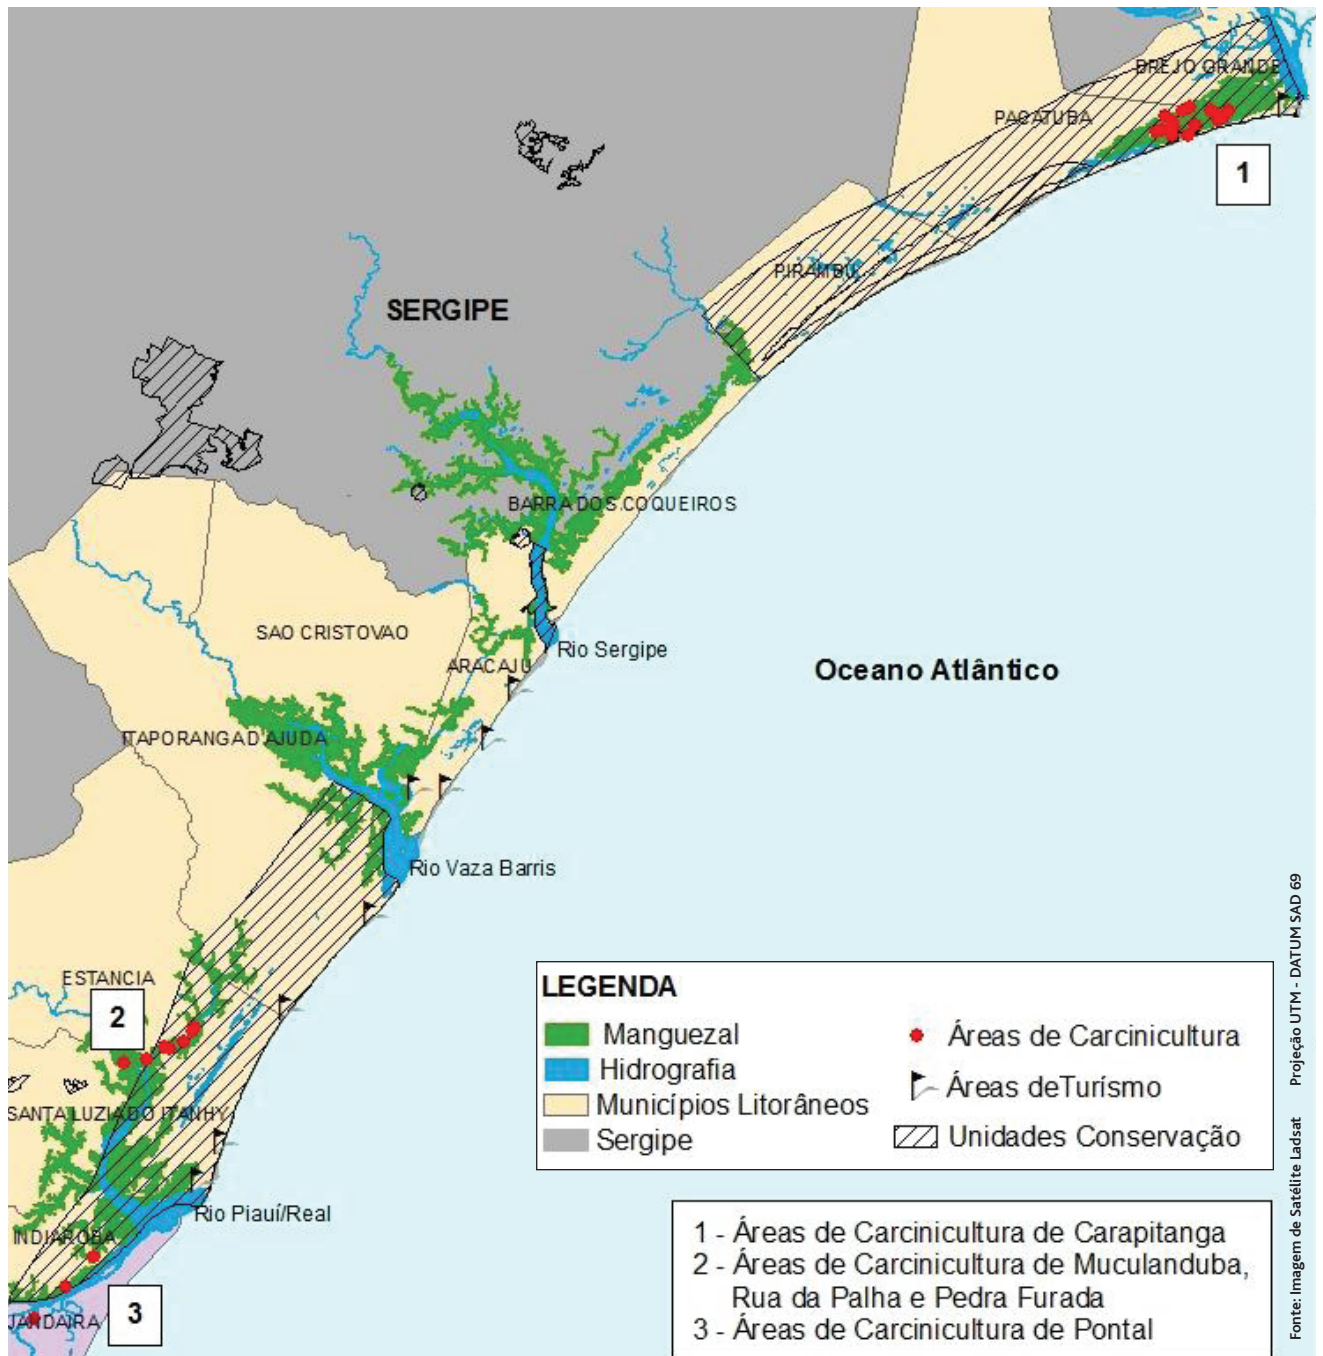 BREJO GRANDE
PACATUBA
1
PIRAMBU
SERGIPE
BARRA DOS COQUEIROS
SAO CRISTOVAO
Rio Sergipe
ARACAJU
Oceano Atlântico
ITAPORANGA D'AJUDA
Rio Vaza Barris
ESTANCIA
2
SANTA LUZIA DO ITANHY
Rio Piauí/Real
INDIAROBA
3
JANDAIRA
LEGENDA
Manguezal
Hidrografia
Municípios Litorâneos
Sergipe
Áreas de Carcinicultura
Áreas deTurísmo
Unidades Conservação
1 - Áreas de Carcinicultura de Carapitanga
2 - Áreas de Carcinicultura de Muculanduba,
Rua da Palha e Pedra Furada
3 - Áreas de Carcinicultura de Pontal
Fonte: Imagem de Satélite Ladsat Projeção UTM - DATUM SAD 69